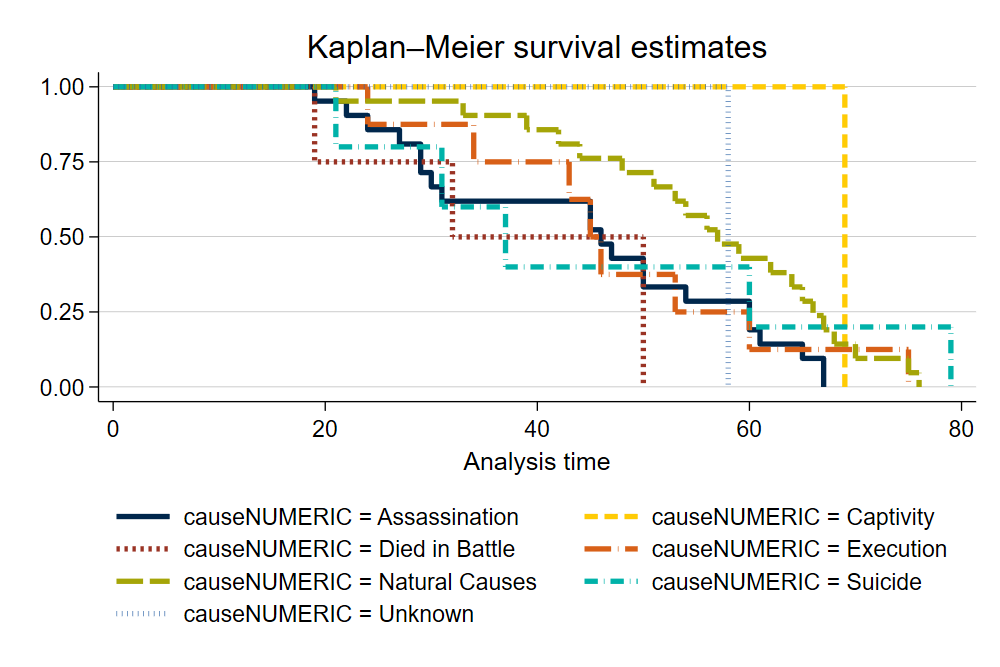 Kaplan–Meier survival estimates
1.00
0.75
0.50
0.25
0.00
0 20 40 60 80
Analysis time
causeNUMERIC = Assassination causeNUMERIC = Captivity
causeNUMERIC = Died in Battle causeNUMERIC = Execution
causeNUMERIC = Natural Causes causeNUMERIC = Suicide
causeNUMERIC = Unknown